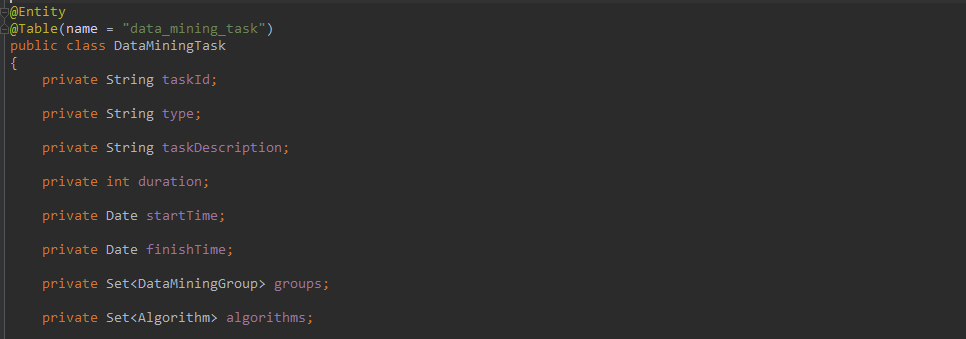 @Entity
@Table(name = "data_mining_task")
public class DataMiningTask
{
private String taskId;
private String type;
private String taskDescription;
private int duration;
private Date startTime;
private Date finishTime;
private Set<DataMiningGroup> groups;
private Set<Algorithm> algorithms;